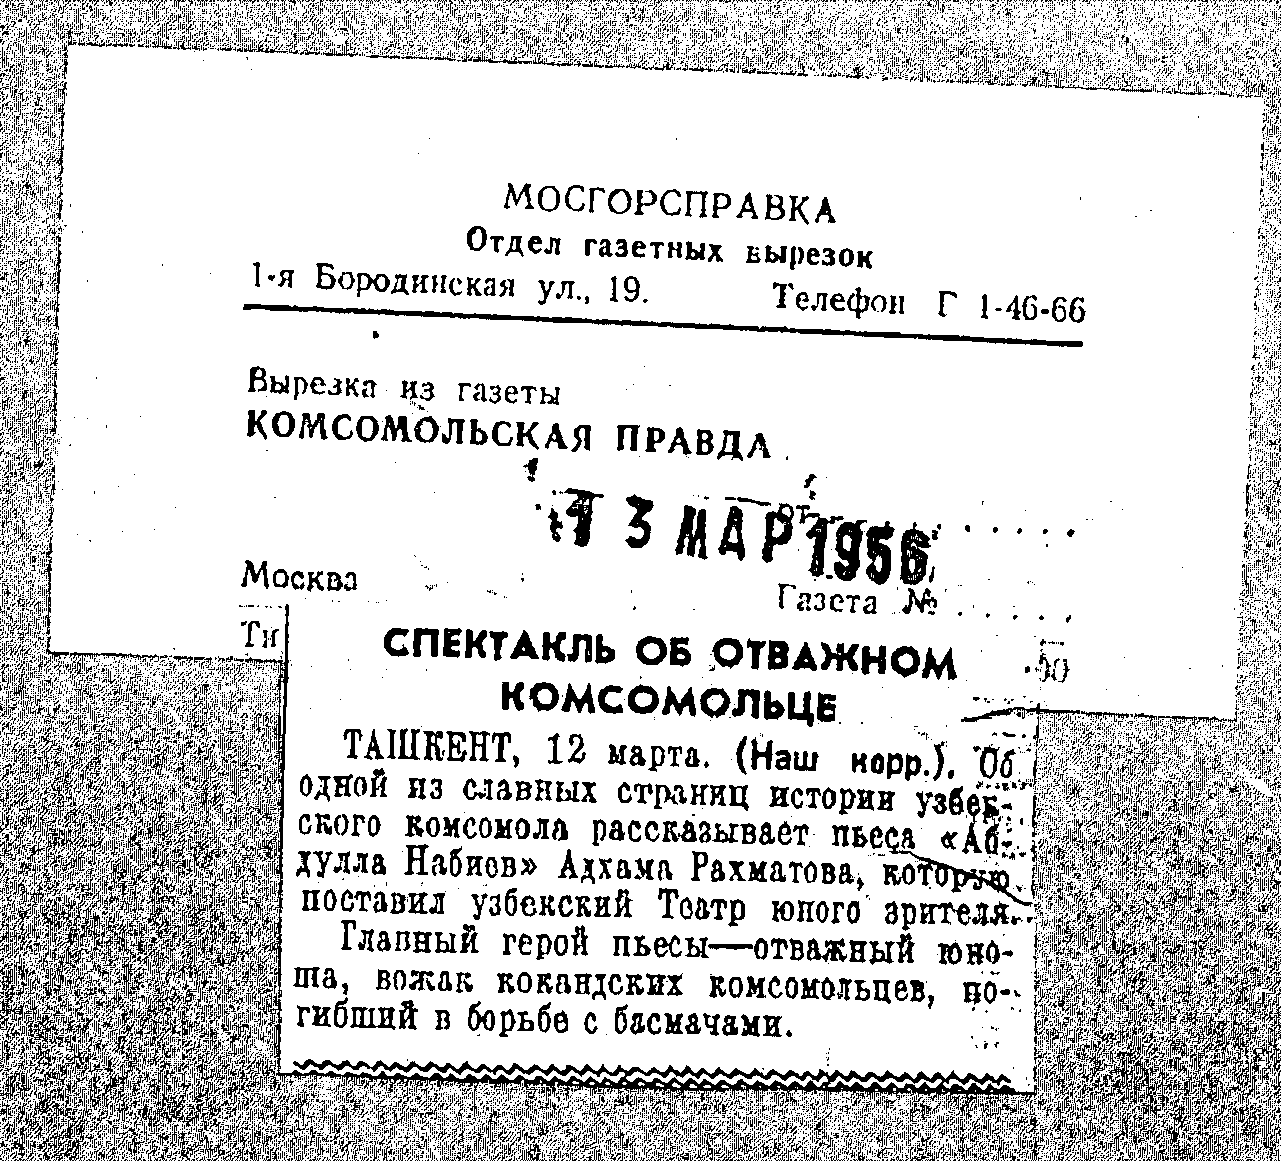 МОСГОРСПРАВКА
Отдел газетных вырезок
1-я Бородинская ул., 19. Телефон Г 1-46-66
Вырезка из газеты
КОМСОМОЛЬСКАЯ ПРАВДА
от
13 МАР 1956
Москва
Газета №
СПЕКТАКЛЬ ОБ ОТВАЖНОМ
КОМСОМОЛЬЦЕ
ТАШКЕНТ, 12 марта. (Наш корр.). Об
одной из славных страниц истории узбек-
ского комсомола рассказывает пьеса «Аб-
дулла Набиев» Адхама Рахматова, которую
поставил узбекский Театр юного зрителя.
Главный герой пьесы—отважный юно-
ша, вожак кокандских комсомольцев, по-
гибший в борьбе с басмачами.